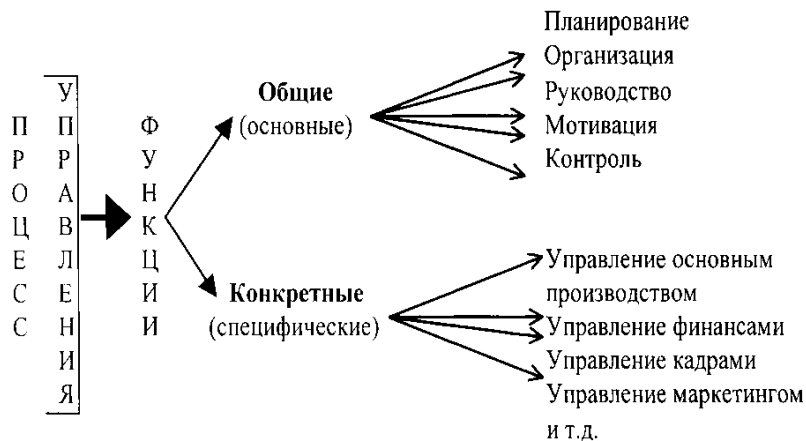 ПРОЦЕСС
УПРАВЛЕНИЯ
ФУНКЦИИ
Общие
(основные)
Планирование
Организация
Руководство
Мотивация
Контроль
Конкретные
(специфические)
Управление основным
производством
Управление финансами
Управление кадрами
Управление маркетингом
и т.д.